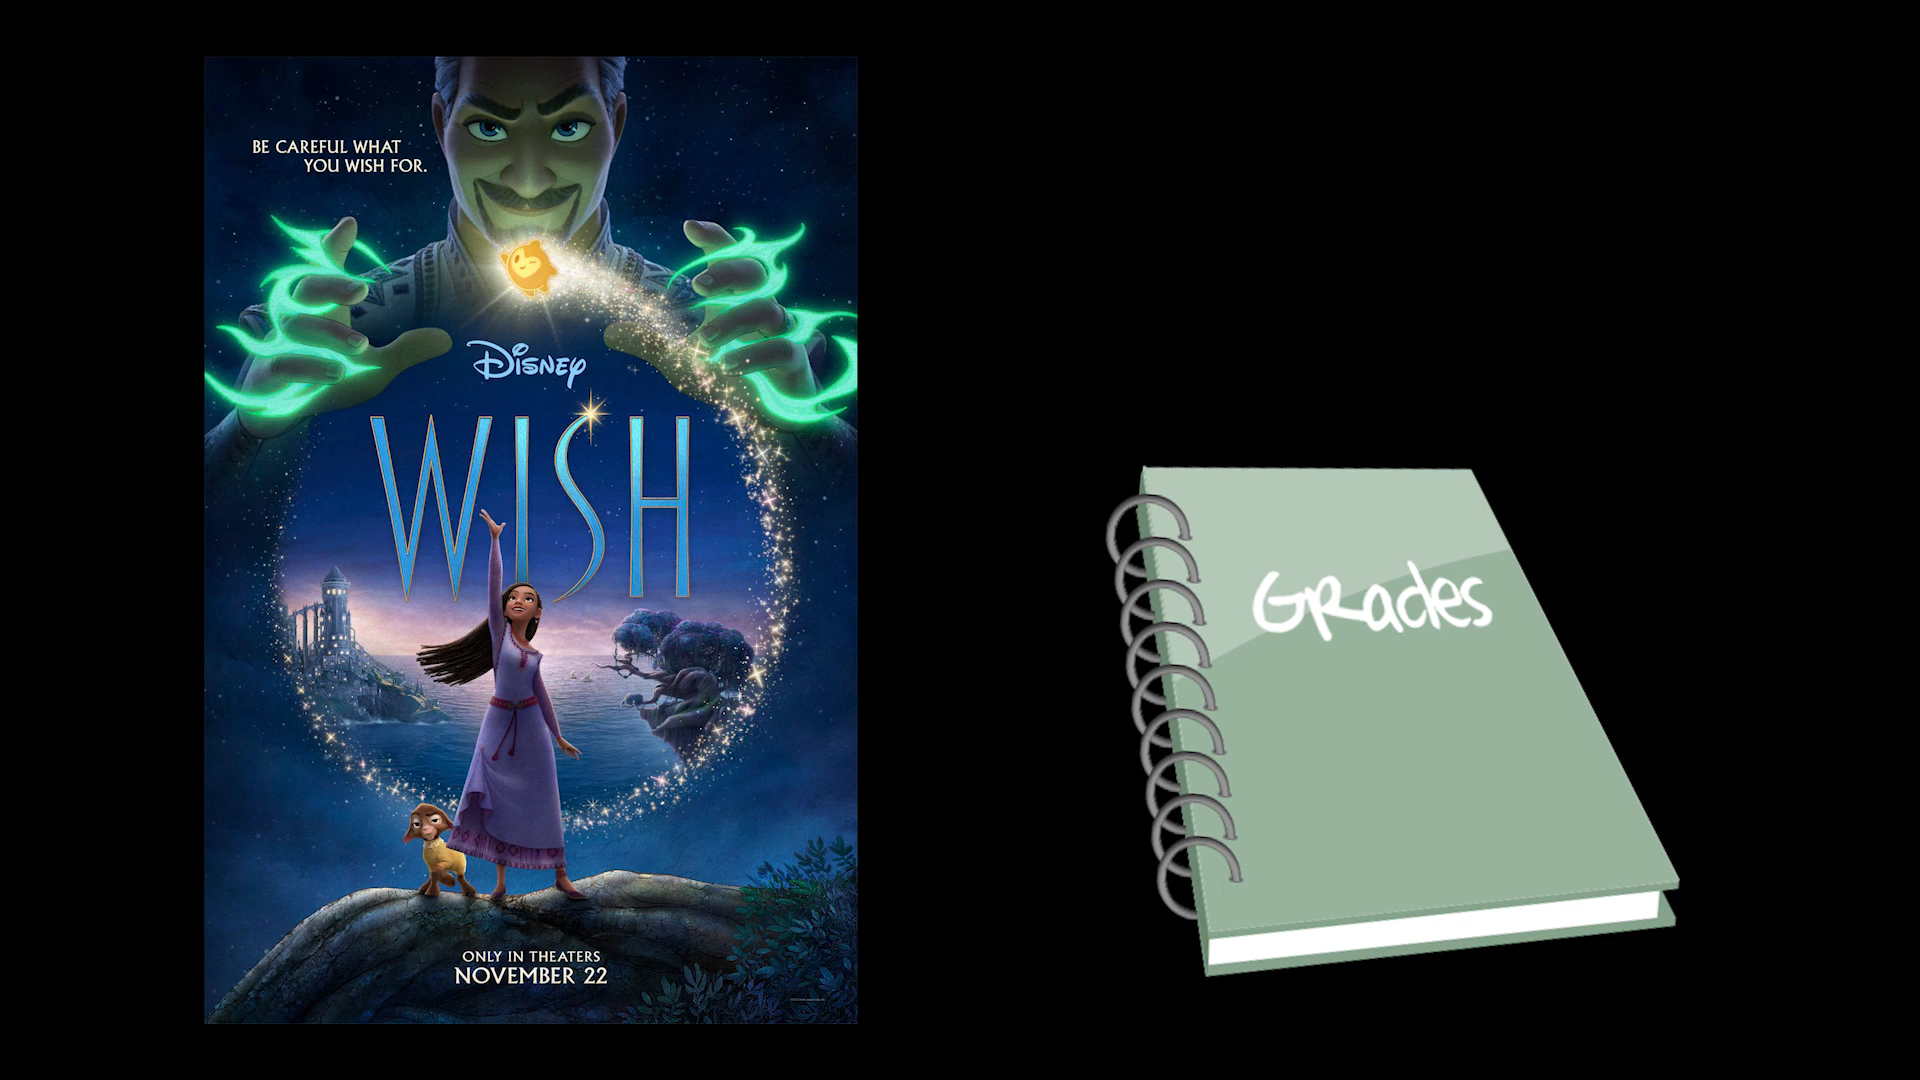 BE CAREFUL WHAT
YOU WISH FOR.
Disney
WISH
ONLY IN THEATERS
NOVEMBER 22
Grades